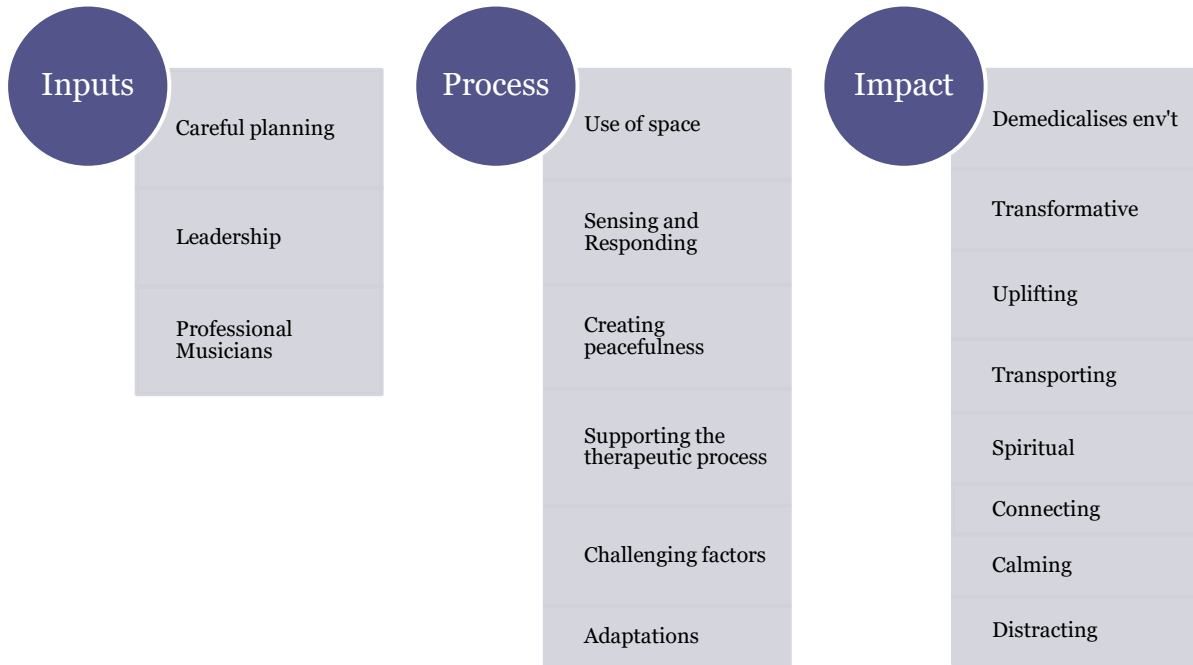 Inputs
Careful planning
Leadership
Professional
Musicians
Process
Use of space
Sensing and
Responding
Creating
peacefulness
Supporting the
therapeutic process
Challenging factors
Adaptations
Impact
Demedicalises env't
Transformative
Uplifting
Transporting
Spiritual
Connecting
Calming
Distracting